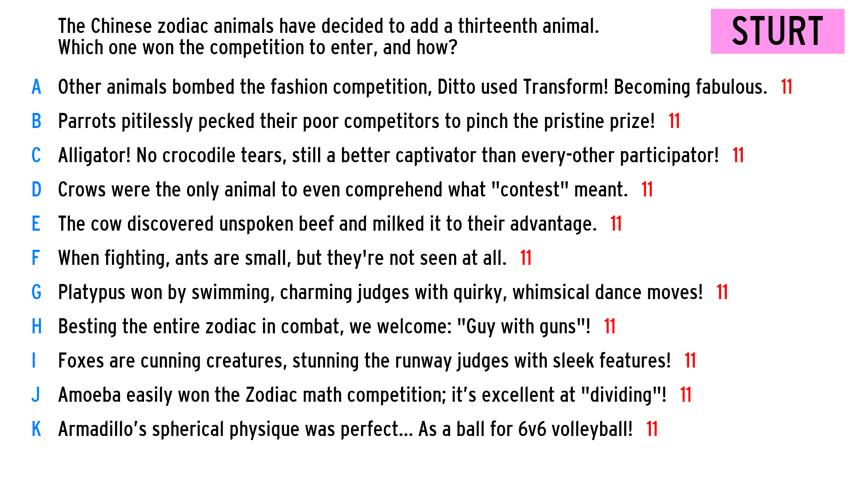 The Chinese zodiac animals have decided to add a thirteenth animal.
Which one won the competition to enter, and how?
STURT
A Other animals bombed the fashion competition, Ditto used Transform! Becoming fabulous. 11
B Parrots pitilessly pecked their poor competitors to pinch the pristine prize! 11
C Alligator! No crocodile tears, still a better captivator than every-other participator! 11
D Crows were the only animal to even comprehend what "contest" meant. 11
E The cow discovered unspoken beef and milked it to their advantage. 11
F When fighting, ants are small, but they're not seen at all. 11
G Platypus won by swimming, charming judges with quirky, whimsical dance moves! 11
H Besting the entire zodiac in combat, we welcome: "Guy with guns"! 11
I Foxes are cunning creatures, stunning the runway judges with sleek features! 11
J Amoeba easily won the Zodiac math competition; it’s excellent at "dividing"! 11
K Armadillo’s spherical physique was perfect... As a ball for 6v6 volleyball! 11